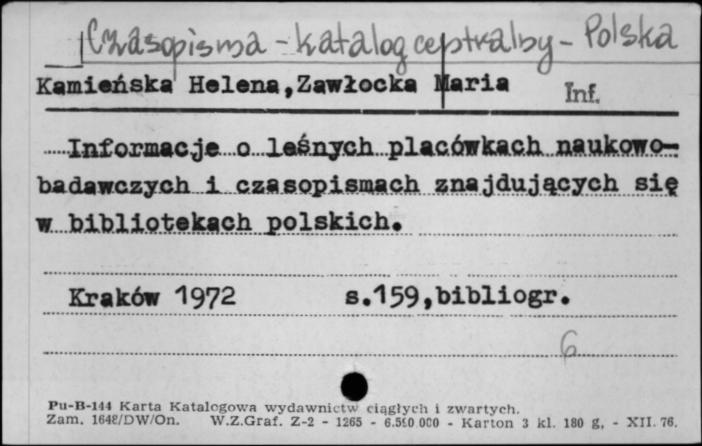 Czasopisma - katalog centralny - Polska
Kamieńska Helena,Zawłocka Maria Inf.
Informacje o leśnych placówkach naukowo-
badawczych i czasopismach znajdujących się
w bibliotekach polskich.
Kraków 1972 s.159,bibliogr.
6
Pu-B-144 Karta Katalogowa wydawnictw ciągłych i zwartych.
Zam. 1648/DW/On. W.Z.Graf. Z-2 - 1265 - 6.500 000 - Karton 3 kl. 180 g, - XII. 76.